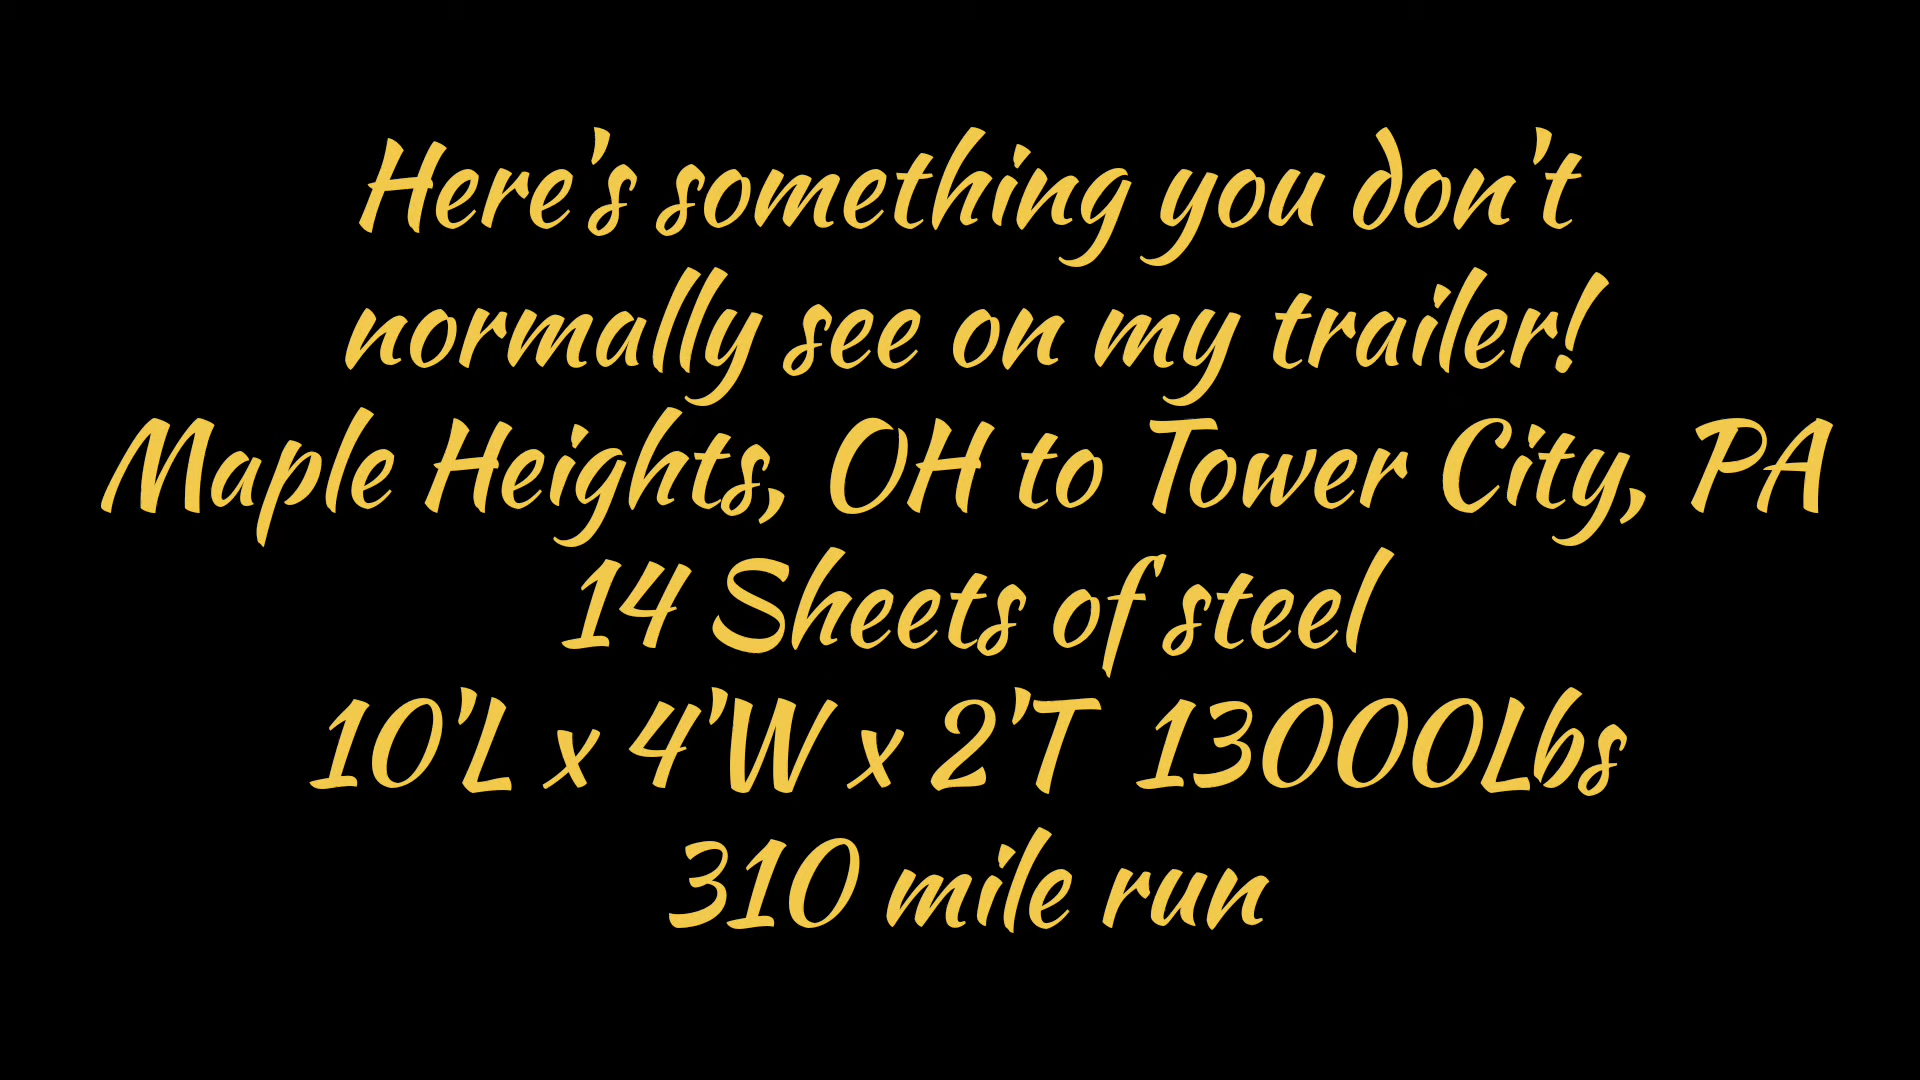 Here's something you don't
normally see on my trailer!
Maple Heights, OH to Tower City, PA
14 Sheets of steel
10'L x 4'W x 2'T 13000Lbs
310 mile run